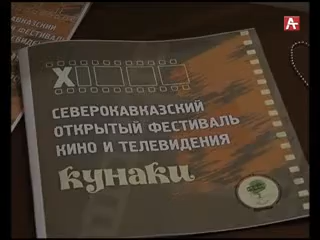 X
СЕВЕРОКАВКАЗСКИЙ
ОТКРЫТЫЙ ФЕСТИВАЛЬ
КИНО И ТЕЛЕВИДЕНИЯ
КУНАКИ